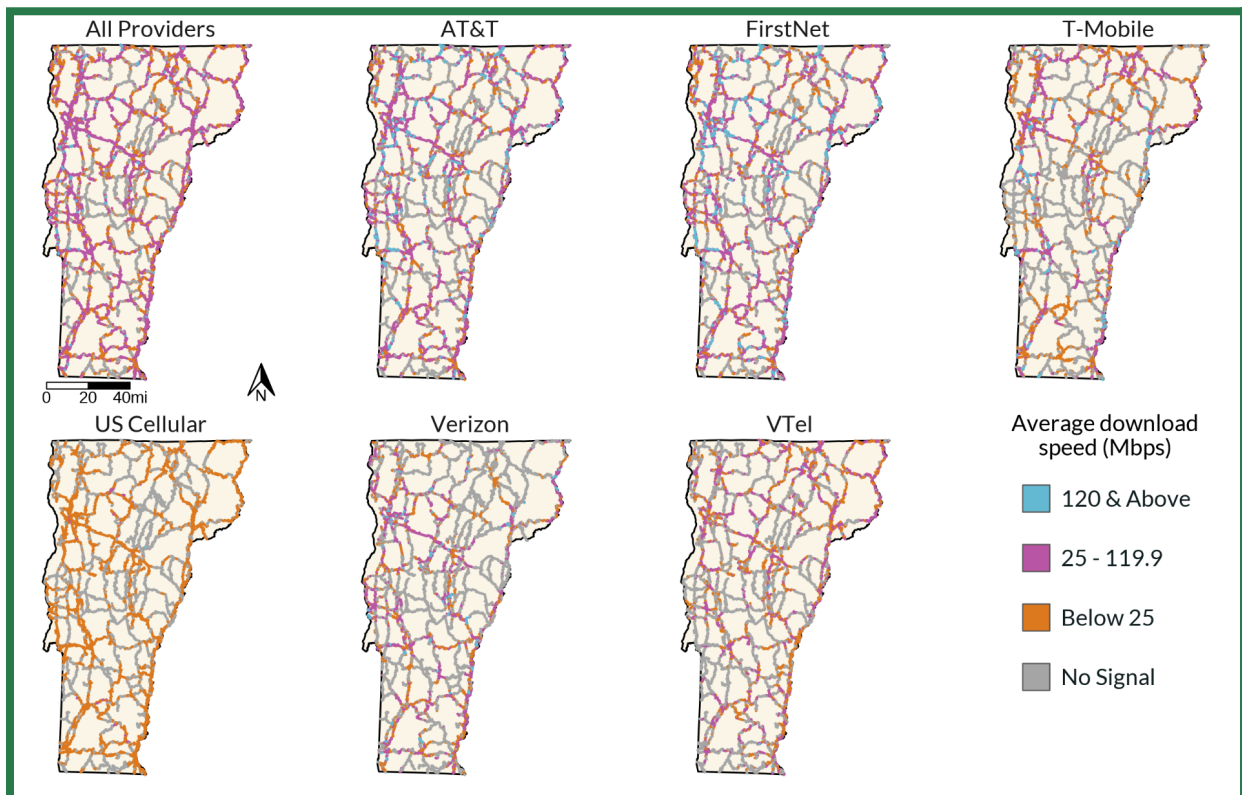 All Providers
AT&T
FirstNet
T-Mobile
0 20 40mi
N
US Cellular
Verizon
VTel
Average download
speed (Mbps)
120 & Above
25 - 119.9
Below 25
No Signal